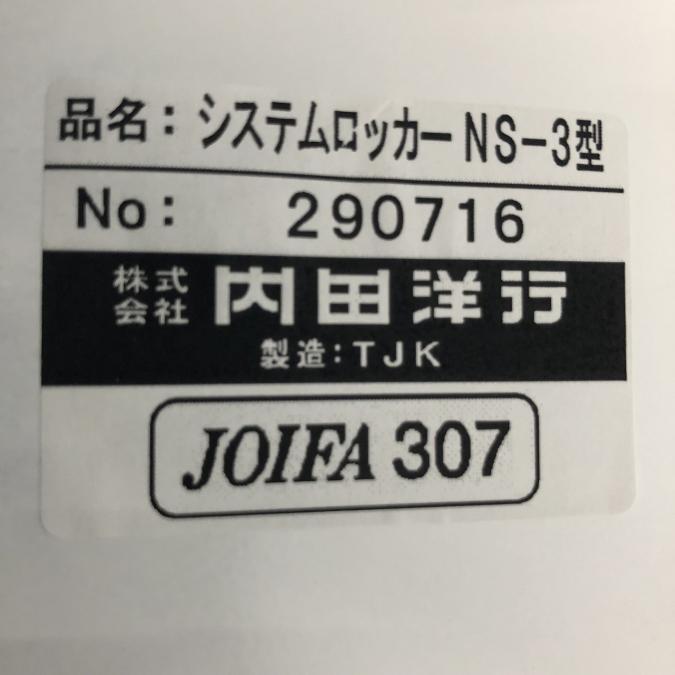 品名：システムロッカーNS-3型
No: 290716
株式会社 内田洋行
製造：TJK
JOIFA 307